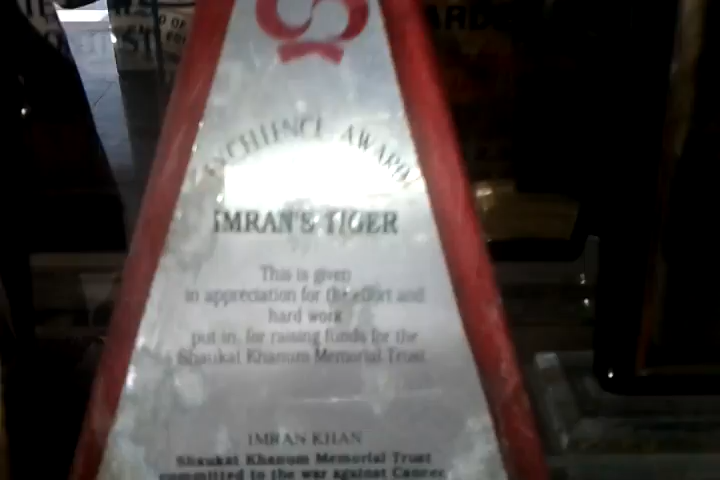 EXCELLENCE AWARD
IMRAN'S TIGER
This is given
in appreciation for the effort and
hard work
put in, for raising funds for the
Shaukat Khanum Memorial Trust
IMRAN KHAN
Shaukat Khanum Memorial Trust
committed to the war against Cancer